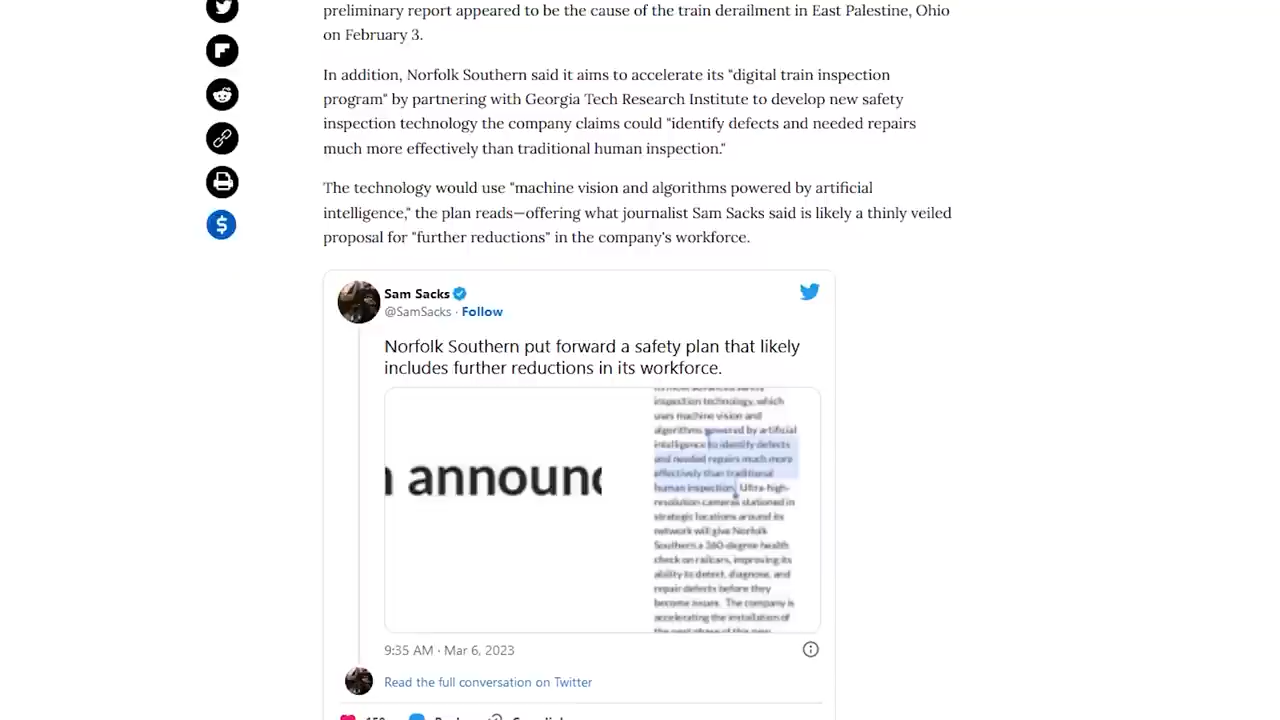 preliminary report appeared to be the cause of the train derailment in East Palestine, Ohio
on February 3.
In addition, Norfolk Southern said it aims to accelerate its "digital train inspection
program" by partnering with Georgia Tech Research Institute to develop new safety
inspection technology the company claims could "identify defects and needed repairs
much more effectively than traditional human inspection."
The technology would use "machine vision and algorithms powered by artificial
intelligence," the plan reads—offering what journalist Sam Sacks said is likely a thinly veiled
proposal for "further reductions" in the company's workforce.
Sam Sacks
@SamSacks · Follow
Norfolk Southern put forward a safety plan that likely
includes further reductions in its workforce.
announc
inspection technology, which
uses machine vision and
algorithms powered by artificial
intelligence to identify defects
and needed repairs much more
effectively than traditional
human inspection. Ultra-high-
resolution cameras stationed in
strategic locations around its
network will give Norfolk
Southern a 360-degree health
check on railcars, improving its
ability to detect, diagnose, and
repair defects before they
become issues. The company is
accelerating the installation of
the next phase of this new
9:35 AM · Mar 6, 2023
Read the full conversation on Twitter